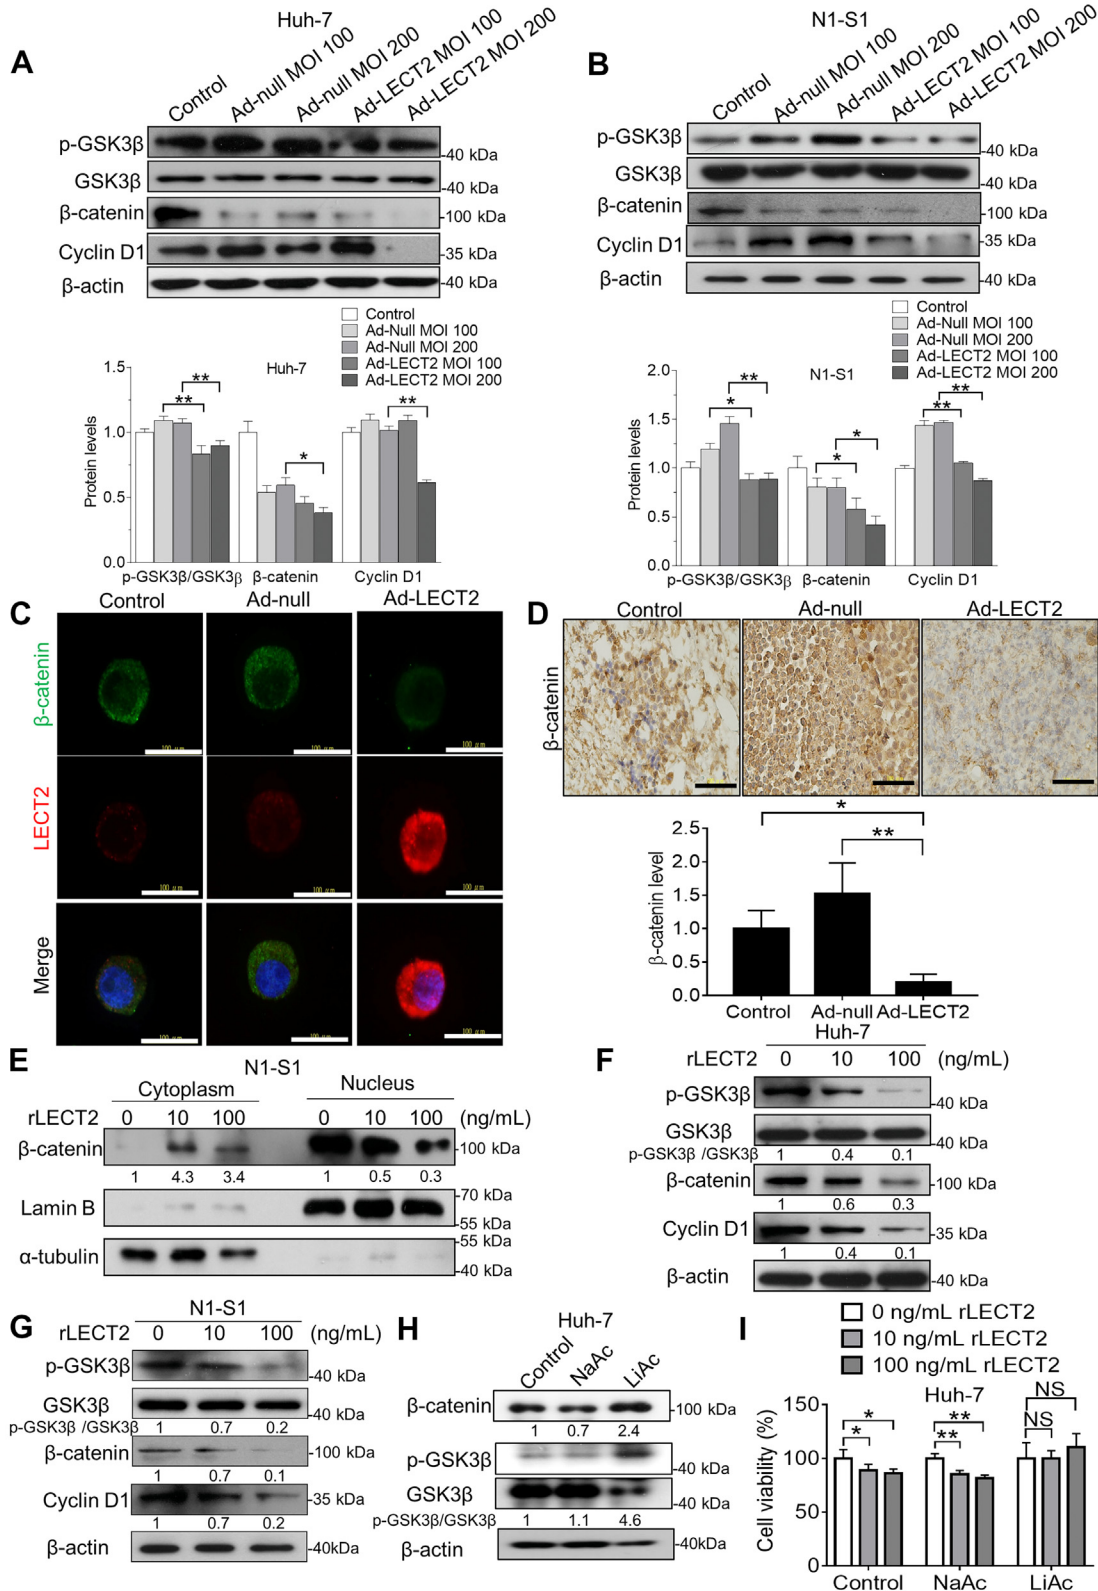 Huh-7
A
Control
Ad-null MOI 100
Ad-null MOI 200
Ad-LECT2 MOI 100
Ad-LECT2 MOI 200
p-GSK3β
-40 kDa
GSK3β
-40 kDa
β-catenin
-100 kDa
Cyclin D1
-35 kDa
β-actin
-40 kDa
Control
Ad-Null MOI 100
Ad-Null MOI 200
Ad-LECT2 MOI 100
Ad-LECT2 MOI 200
Huh-7
Protein levels
1.5
1.0
0.5
0.0
** ** * **
p-GSK3β/GSK3β β-catenin Cyclin D1
N1-S1
B
Control
Ad-null MOI 100
Ad-null MOI 200
Ad-LECT2 MOI 100
Ad-LECT2 MOI 200
p-GSK3β
-40 kDa
GSK3β
-40 kDa
β-catenin
-100 kDa
Cyclin D1
-35 kDa
β-actin
-40 kDa
Control
Ad-Null MOI 100
Ad-Null MOI 200
Ad-LECT2 MOI 100
Ad-LECT2 MOI 200
N1-S1
Protein levels
2.0
1.5
1.0
0.5
0.0
* ** * * ** **
p-GSK3β/GSK3β β-catenin Cyclin D1
C
Control Ad-null Ad-LECT2
β-catenin
100 μm 100 μm 100 μm
LECT2
100 μm 100 μm 100 μm
Merge
100 μm 100 μm 100 μm
D
Control Ad-null Ad-LECT2
β-catenin
*
**
β-catenin level
2.5
2.0
1.5
1.0
0.5
0.0
Control Ad-null Ad-LECT2
E
N1-S1
Cytoplasm Nucleus
rLECT2 0 10 100 0 10 100 (ng/mL)
β-catenin -100 kDa
1 4.3 3.4 1 0.5 0.3
Lamin B -70 kDa
55 kDa
α-tubulin -55 kDa
-40 kDa
F
Huh-7
rLECT2 0 10 100 (ng/mL)
p-GSK3β -40 kDa
GSK3β -40 kDa
p-GSK3β /GSK3β 1 0.4 0.1
β-catenin -100 kDa
1 0.6 0.3
Cyclin D1 -35 kDa
1 0.4 0.1
β-actin -40 kDa
G
N1-S1
rLECT2 0 10 100 (ng/mL)
p-GSK3β -40 kDa
GSK3β -40 kDa
p-GSK3β /GSK3β 1 0.7 0.2
β-catenin -100 kDa
1 0.7 0.1
Cyclin D1 -35 kDa
1 0.7 0.2
β-actin -40kDa
H
Huh-7
Control NaAc LiAc
β-catenin -100 kDa
1 0.7 2.4
p-GSK3β -40 kDa
GSK3β -40 kDa
p-GSK3β/GSK3β 1 1.1 4.6
β-actin -40kDa
I
0 ng/mL rLECT2
10 ng/mL rLECT2
100 ng/mL rLECT2
Huh-7
Cell viability (%)
150
100
50
0
* * ** ** NS NS
Control NaAc LiAc